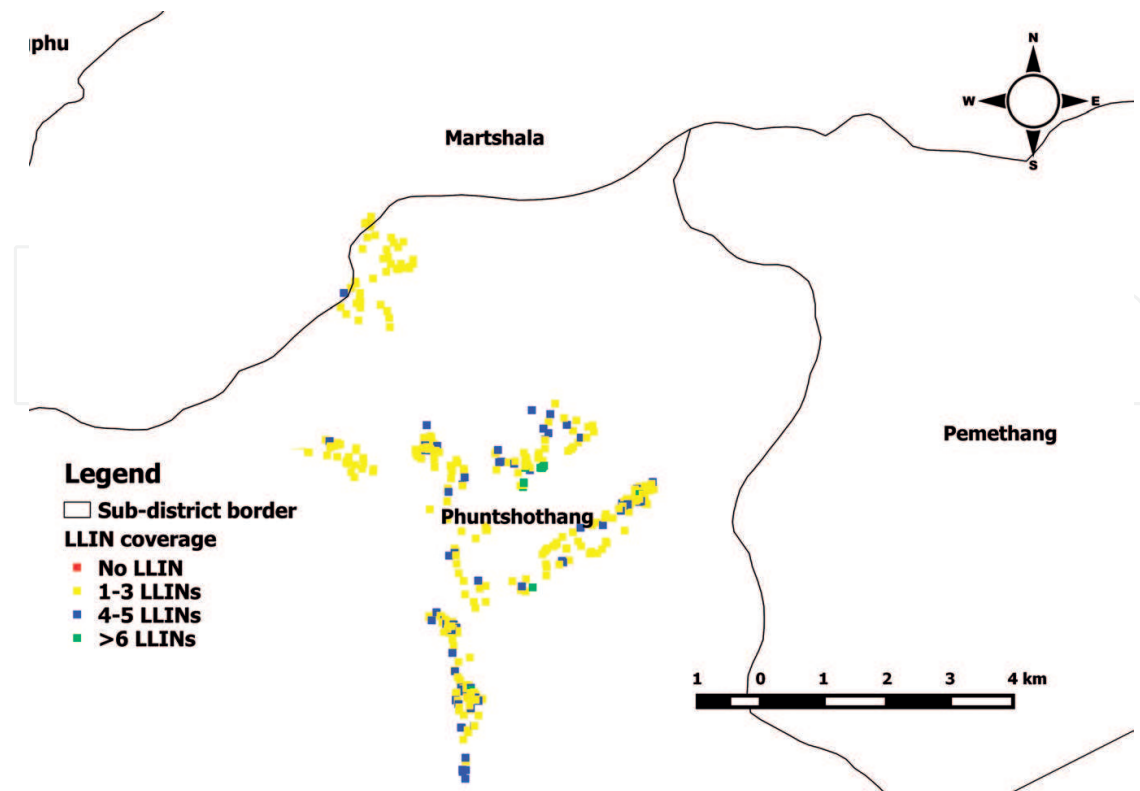 ıphu
N
W E
S
Martshala
Pemethang
Phuntshothang
Legend
Sub-district border
LLIN coverage
No LLIN
1-3 LLINs
4-5 LLINs
>6 LLINs
1 0 1 2 3 4 km